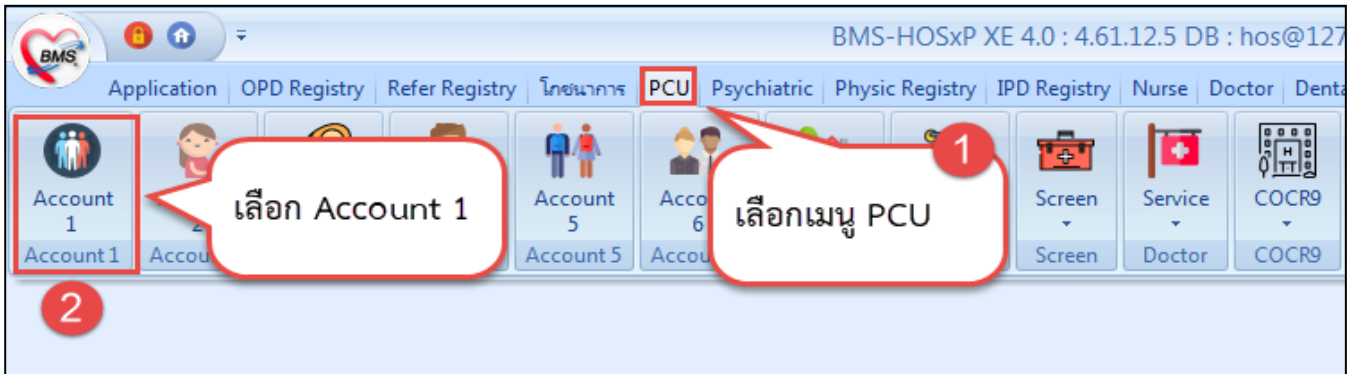 BMS
BMS-HOSxP XE 4.0 : 4.61.12.5 DB : hos@127
Application OPD Registry Refer Registry โภชนาการ PCU Psychiatric Physic Registry IPD Registry Nurse Doctor Denta
1
Account
1
Account 1
เลือก Account 1
Account
5
Account 5
6
เลือกเมนู PCU
Screen
Screen
Service
Doctor
COCR9
COCR9
2